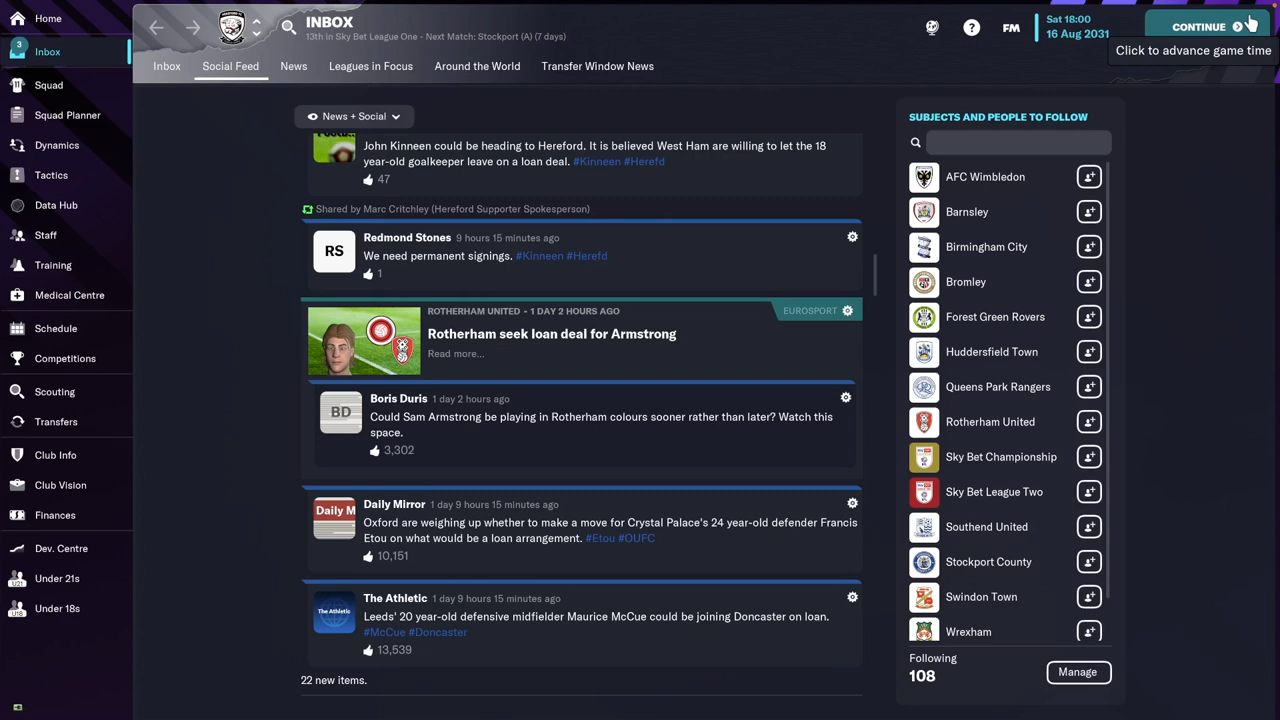 Home
3
Inbox
Squad
Squad Planner
Dynamics
Tactics
Data Hub
Staff
Training
Medical Centre
Schedule
Competitions
Scouting
Transfers
Club Info
Club Vision
Finances
Dev. Centre
U21
Under 21s
U18
Under 18s
INBOX
13th in Sky Bet League One - Next Match: Stockport (A) (7 days)
?
FM
Sat 18:00
16 Aug 2031
CONTINUE
Click to advance game time
Inbox
Social Feed
News
Leagues in Focus
Around the World
Transfer Window News
News + Social
John Kinneen could be heading to Hereford. It is believed West Ham are willing to let the 18
year-old goalkeeper leave on a loan deal. #Kinneen #Herefd
47
Shared by Marc Critchley (Hereford Supporter Spokesperson)
RS
Redmond Stones 9 hours 15 minutes ago
We need permanent signings. #Kinneen #Herefd
1
ROTHERHAM UNITED - 1 DAY 2 HOURS AGO
EUROSPORT
Rotherham seek loan deal for Armstrong
Read more...
BD
Boris Duris 1 day 2 hours ago
Could Sam Armstrong be playing in Rotherham colours sooner rather than later? Watch this
space.
3,302
Daily M
Daily Mirror 1 day 9 hours 15 minutes ago
Oxford are weighing up whether to make a move for Crystal Palace's 24 year-old defender Francis
Etou on what would be a loan arrangement. #Etou #OUFC
10,151
The Athletic
The Athletic 1 day 9 hours 15 minutes ago
Leeds' 20 year-old defensive midfielder Maurice McCue could be joining Doncaster on loan.
#McCue #Doncaster
13,539
22 new items.
SUBJECTS AND PEOPLE TO FOLLOW
AFC Wimbledon
Barnsley
Birmingham City
Bromley
Forest Green Rovers
Huddersfield Town
Queens Park Rangers
Rotherham United
Sky Bet Championship
Sky Bet League Two
Southend United
Stockport County
Swindon Town
Wrexham
Following
108
Manage